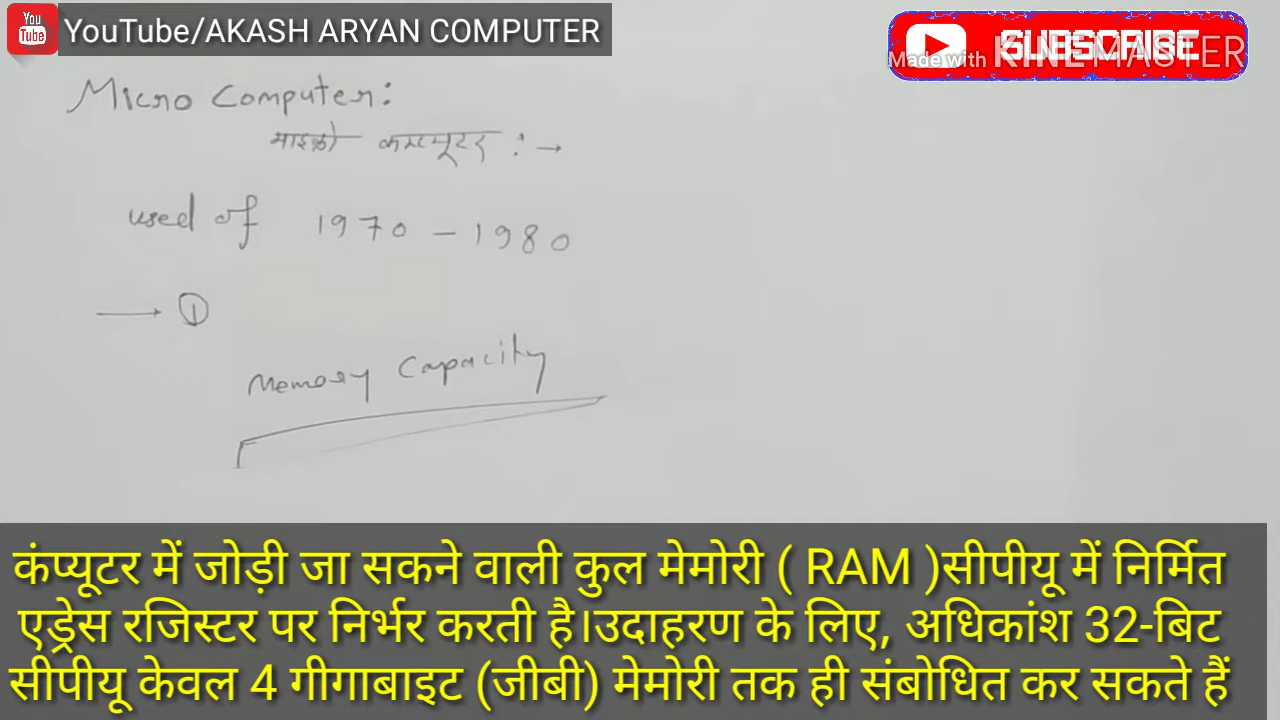 You Tube YouTube/AKASH ARYAN COMPUTER
SUBSCRIBE
Made with KINEMASTER
Micro Computer:
माइक्रो कम्प्यूटर :→
used of 1970 - 1980
→ ①
Memory Capacity
कंप्यूटर में जोड़ी जा सकने वाली कुल मेमोरी ( RAM )सीपीयू में निर्मित
एड्रेस रजिस्टर पर निर्भर करती है।उदाहरण के लिए, अधिकांश 32-बिट
सीपीयू केवल 4 गीगाबाइट (जीबी) मेमोरी तक ही संबोधित कर सकते हैं